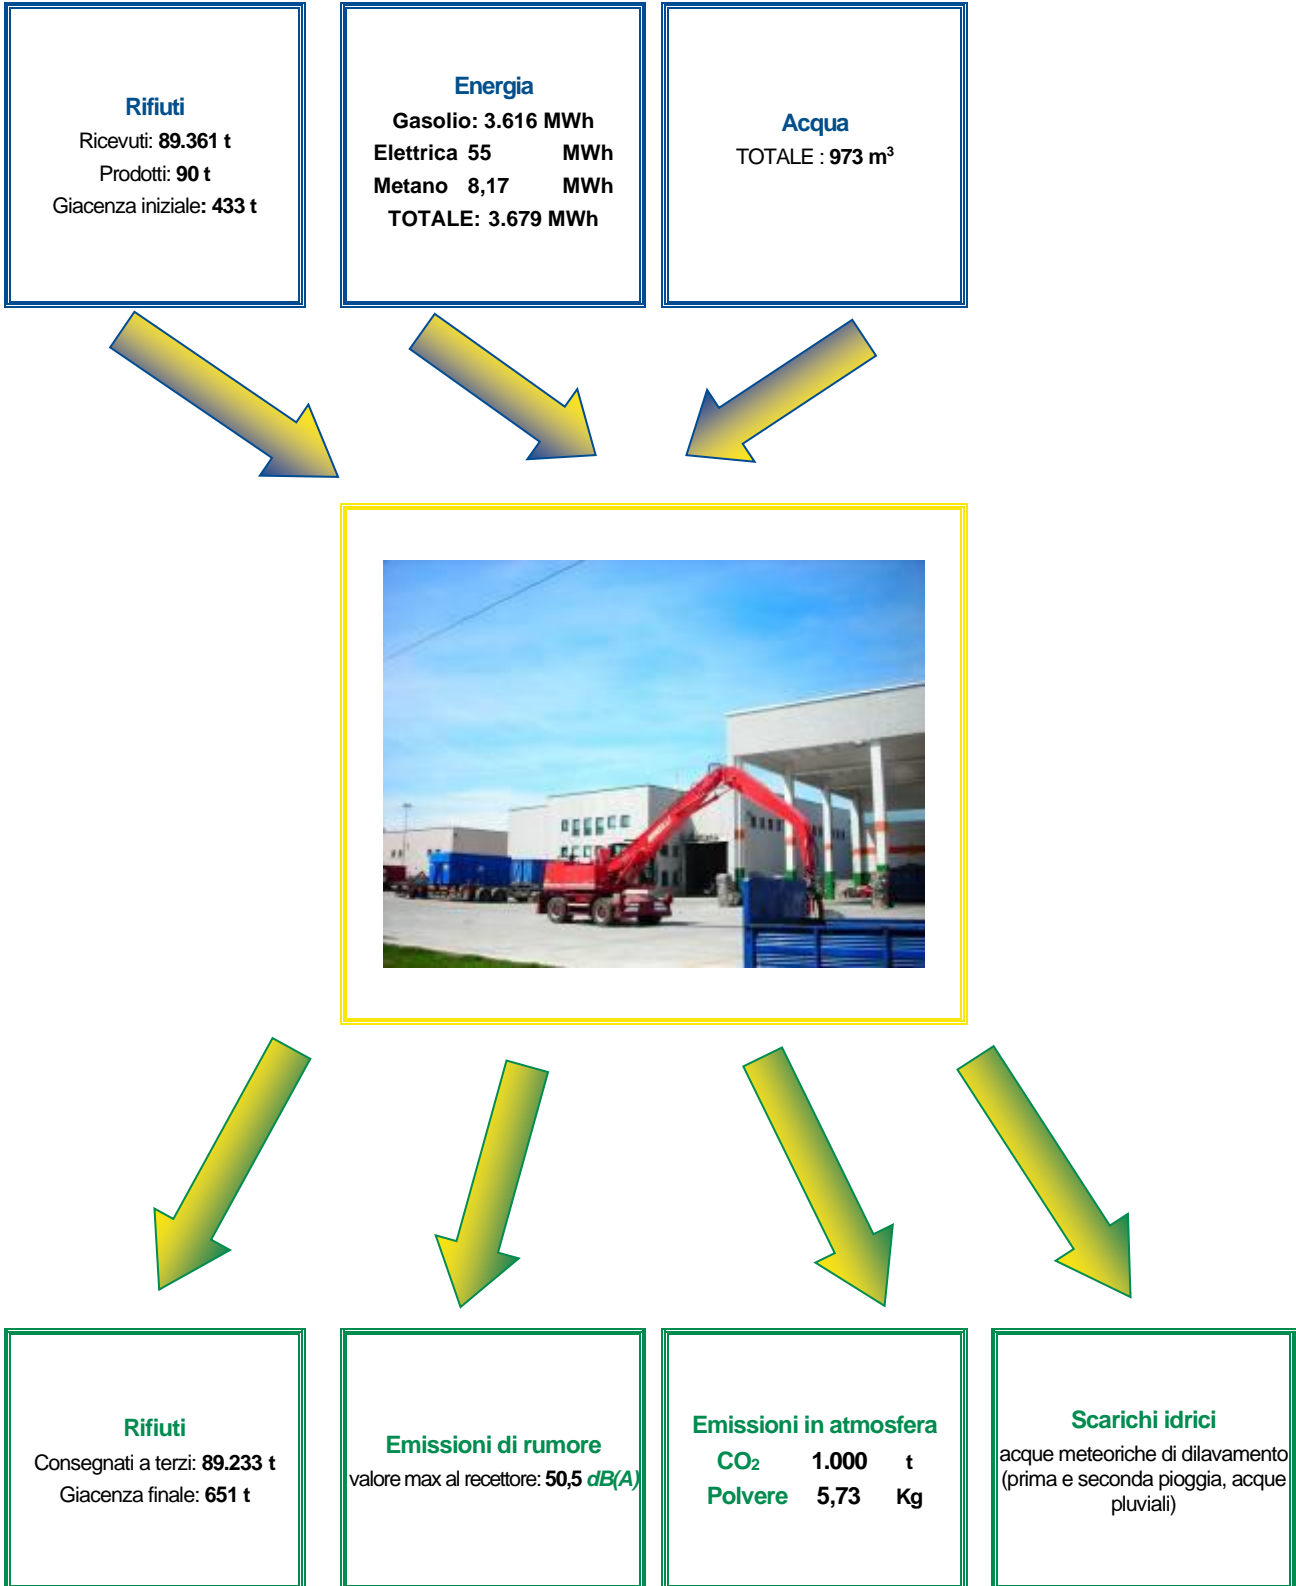 Rifiuti
Ricevuti: 89.361 t
Prodotti: 90 t
Giacenza iniziale: 433 t
Energia
Gasolio: 3.616 MWh
Elettrica 55 MWh
Metano 8,17 MWh
TOTALE: 3.679 MWh
Acqua
TOTALE : 973 m³
Rifiuti
Consegnati a terzi: 89.233 t
Giacenza finale: 651 t
Emissioni di rumore
valore max al recettore: 50,5 dB(A)
Emissioni in atmosfera
CO₂ 1.000 t
Polvere 5,73 Kg
Scarichi idrici
acque meteoriche di dilavamento
(prima e seconda pioggia, acque
pluviali)